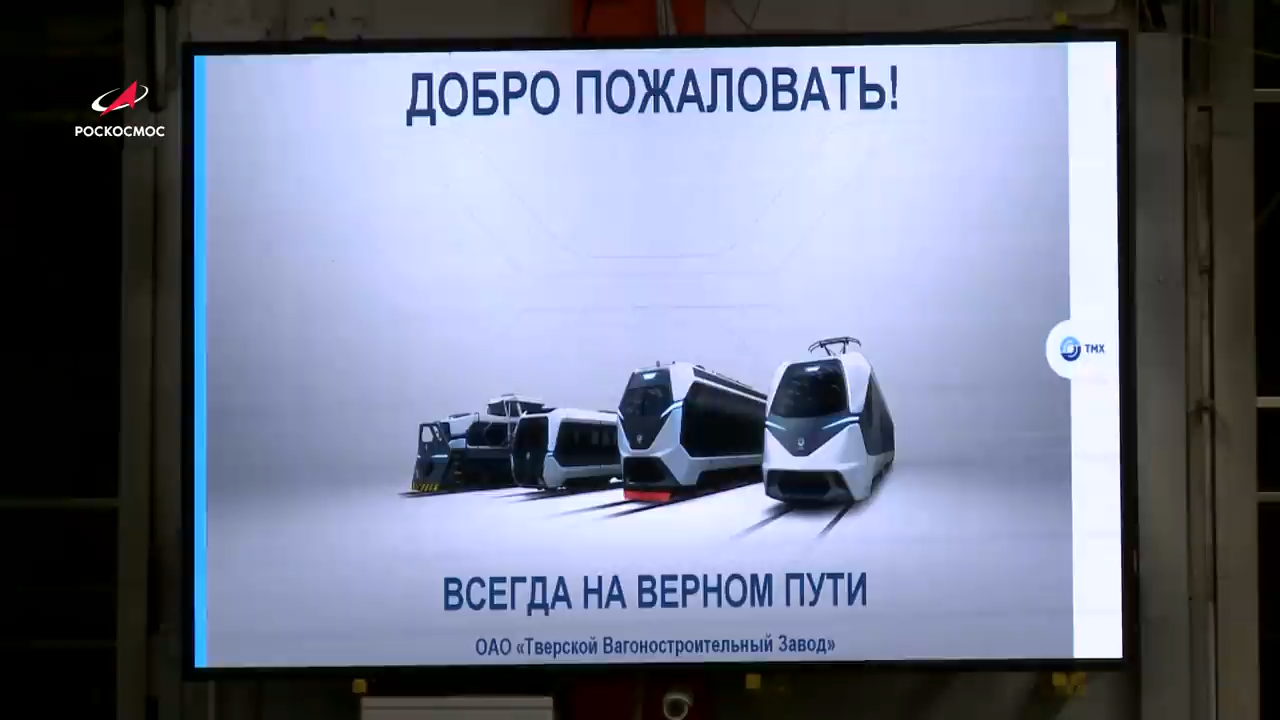 ДОБРО ПОЖАЛОВАТЬ!
РОСКОСМОС
ТМХ
ВСЕГДА НА ВЕРНОМ ПУТИ
ОАО «Тверской Вагоностроительный Завод»